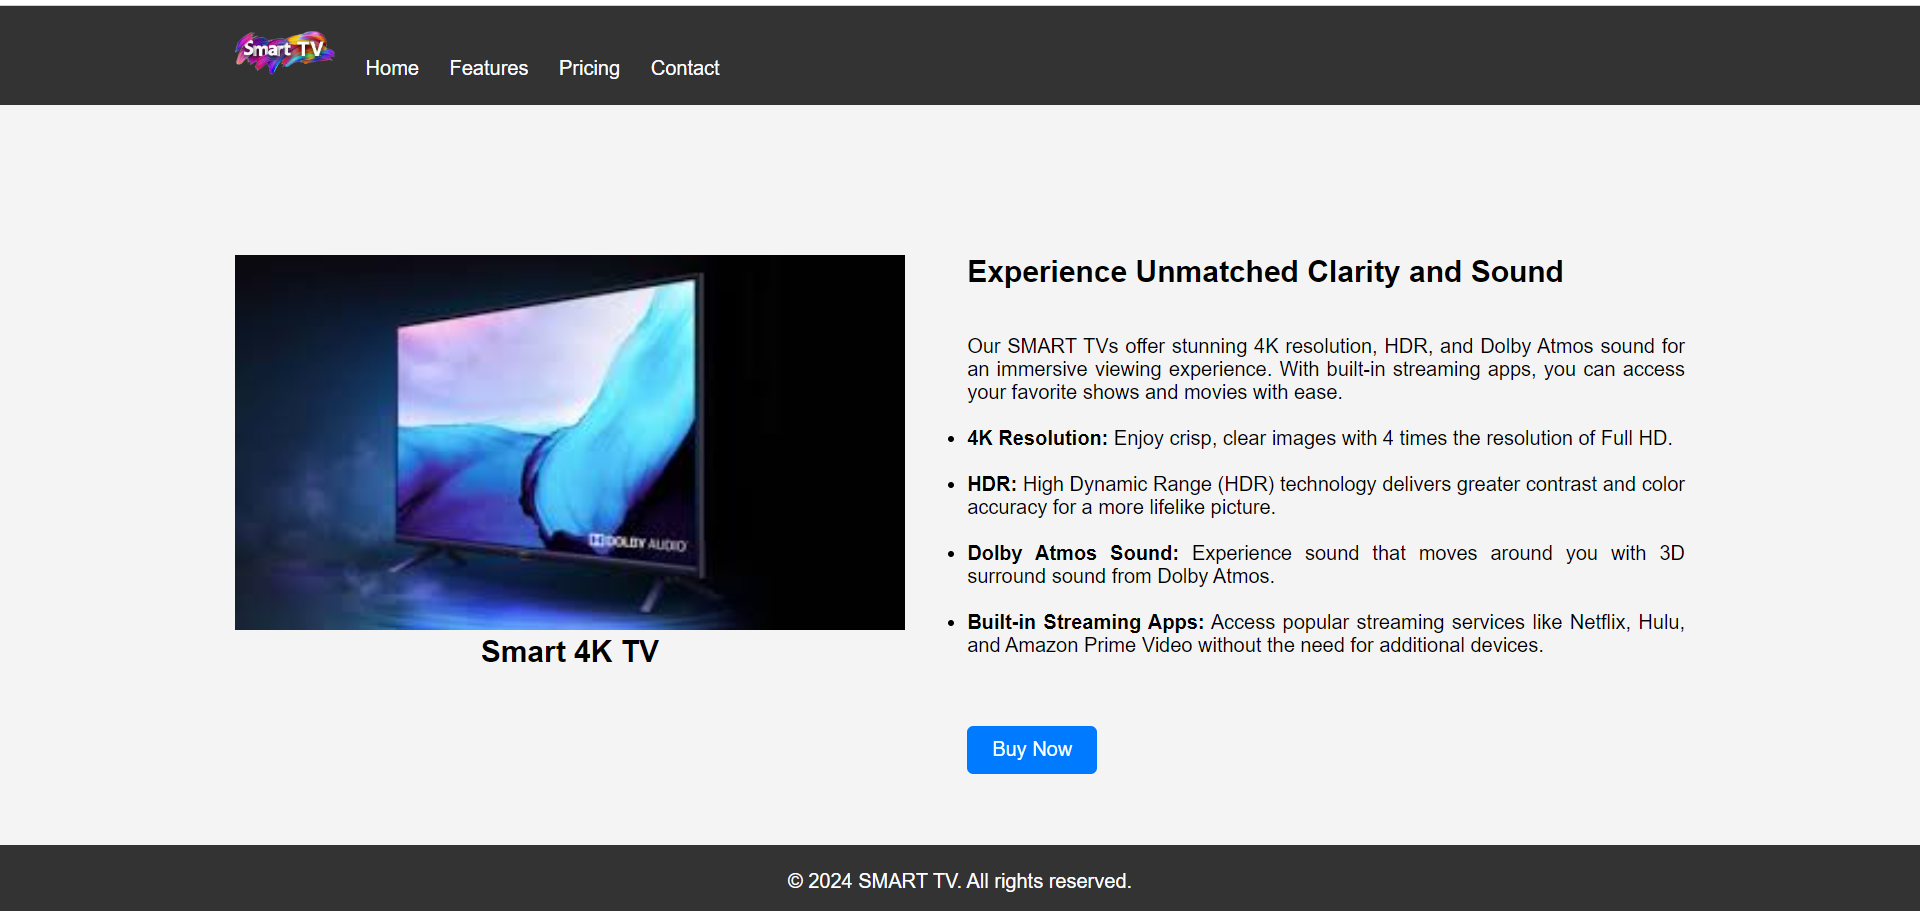 Smart TV
Home Features Pricing Contact
DOLBY AUDIO
Smart 4K TV
Experience Unmatched Clarity and Sound
Our SMART TVs offer stunning 4K resolution, HDR, and Dolby Atmos sound for
an immersive viewing experience. With built-in streaming apps, you can access
your favorite shows and movies with ease.
• 4K Resolution: Enjoy crisp, clear images with 4 times the resolution of Full HD.
• HDR: High Dynamic Range (HDR) technology delivers greater contrast and color
accuracy for a more lifelike picture.
• Dolby Atmos Sound: Experience sound that moves around you with 3D
surround sound from Dolby Atmos.
• Built-in Streaming Apps: Access popular streaming services like Netflix, Hulu,
and Amazon Prime Video without the need for additional devices.
Buy Now
© 2024 SMART TV. All rights reserved.